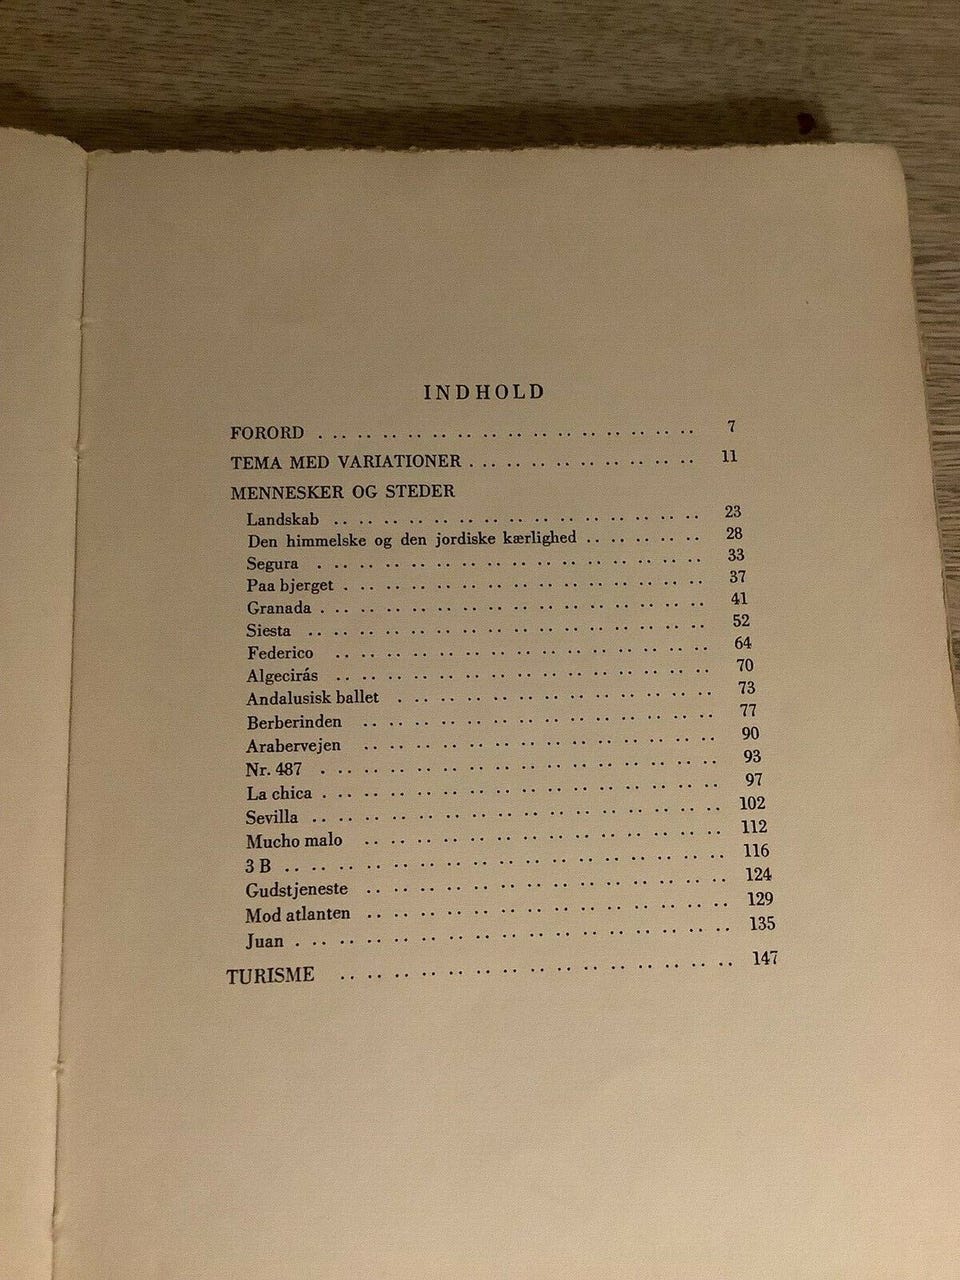 INDHOLD
FORORD . .. .. .. .. .. .. .. .. .. .. .. .. .. .. .. 7
TEMA MED VARIATIONER . .. .. .. .. .. .. .. .. .. 11
MENNESKER OG STEDER
Landskab .. .. .. .. .. .. .. .. .. .. .. .. .. .. .. 23
Den himmelske og den jordiske kærlighed .. .. .. .. .. 28
Segura . .. .. .. .. .. .. .. .. .. .. .. .. .. .. .. 33
Paa bjerget . .. .. .. .. .. .. .. .. .. .. .. .. .. .. 37
Granada . .. .. .. .. .. .. .. .. .. .. .. .. .. .. .. 41
Siesta .. .. .. .. .. .. .. .. .. .. .. .. .. .. .. .. 52
Federico .. .. .. .. .. .. .. .. .. .. .. .. .. .. .. 64
Algecirás .. .. .. .. .. .. .. .. .. .. .. .. .. .. .. 70
Andalusisk ballet . .. .. .. .. .. .. .. .. .. .. .. .. 73
Berberinden .. .. .. .. .. .. .. .. .. .. .. .. .. .. 77
Arabervejen .. .. .. .. .. .. .. .. .. .. .. .. .. .. 90
Nr. 487 . .. .. .. .. .. .. .. .. .. .. .. .. .. .. .. 93
La chica . .. .. .. .. .. .. .. .. .. .. .. .. .. .. .. 97
Sevilla .. .. .. .. .. .. .. .. .. .. .. .. .. .. .. .. 102
Mucho malo .. .. .. .. .. .. .. .. .. .. .. .. .. .. 112
3 B .. .. .. .. .. .. .. .. .. .. .. .. .. .. .. .. .. 116
Gudstjeneste .. .. .. .. .. .. .. .. .. .. .. .. .. .. 124
Mod atlanten .. .. .. .. .. .. .. .. .. .. .. .. .. .. 129
Juan . .. .. .. .. .. .. .. .. .. .. .. .. .. .. .. .. 135
TURISME .. .. .. .. .. .. .. .. .. .. .. .. .. .. .. 147